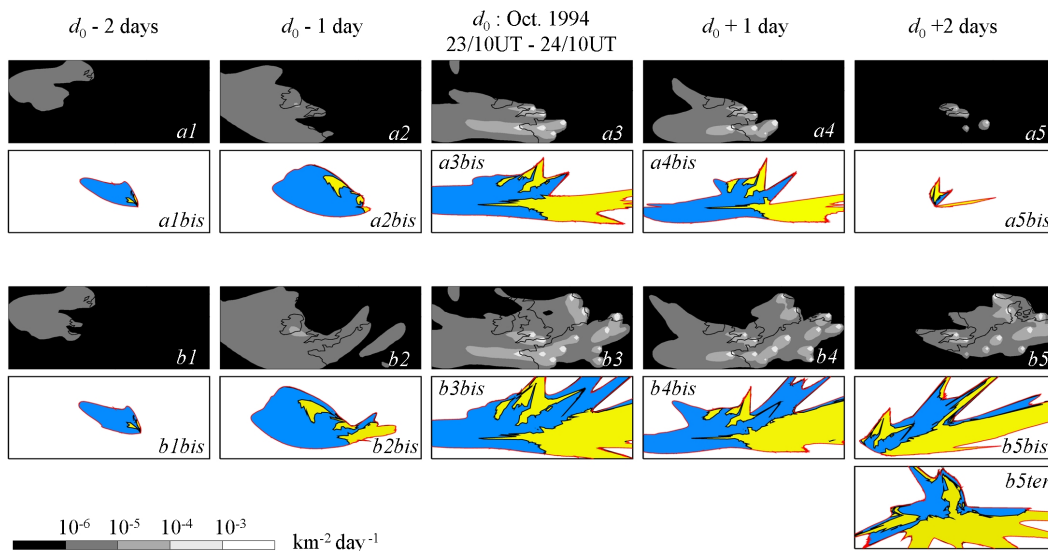 d0 - 2 days
d0 - 1 day
d0 : Oct. 1994
23/10UT - 24/10UT
d0 + 1 day
d0 +2 days
a1
a2
a3
a4
a5
a1bis
a2bis
a3bis
a4bis
a5bis
b1
b2
b3
b4
b5
b1bis
b2bis
b3bis
b4bis
b5bis
b5ter
10-6 10-5 10-4 10-3
km-2 day-1